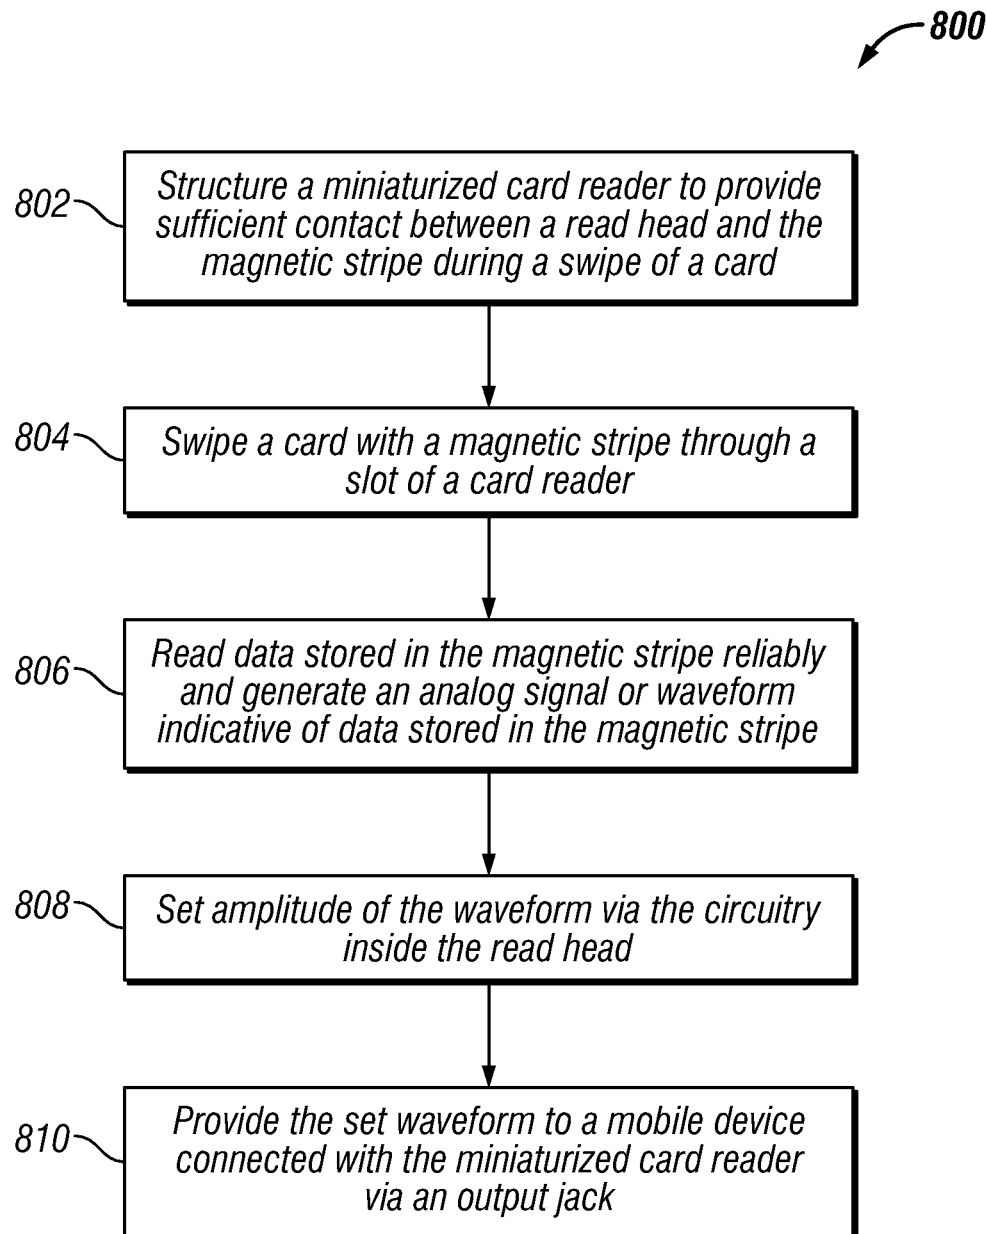 800
802
Structure a miniaturized card reader to provide
sufficient contact between a read head and the
magnetic stripe during a swipe of a card
804
Swipe a card with a magnetic stripe through a
slot of a card reader
806
Read data stored in the magnetic stripe reliably
and generate an analog signal or waveform
indicative of data stored in the magnetic stripe
808
Set amplitude of the waveform via the circuitry
inside the read head
810
Provide the set waveform to a mobile device
connected with the miniaturized card reader
via an output jack